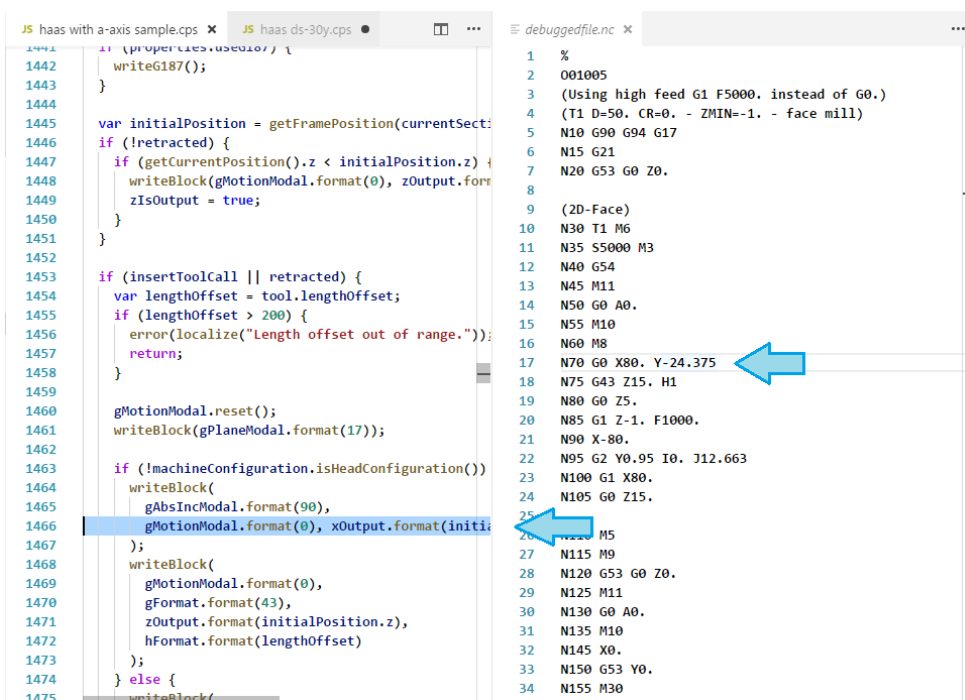 JS haas with a-axis sample.cps × JS haas ds-30y.cps ● ...
1441 if (properties.useG187) {
1442 writeG187();
1443 }
1444
1445 var initialPosition = getFramePosition(currentSecti
1446 if (!retracted) {
1447 if (getCurrentPosition().z < initialPosition.z) {
1448 writeBlock(gMotionModal.format(0), zOutput.form
1449 zIsOutput = true;
1450 }
1451 }
1452
1453 if (insertToolCall || retracted) {
1454 var lengthOffset = tool.lengthOffset;
1455 if (lengthOffset > 200) {
1456 error(localize("Length offset out of range."));
1457 return;
1458 }
1459
1460 gMotionModal.reset();
1461 writeBlock(gPlaneModal.format(17));
1462
1463 if (!machineConfiguration.isHeadConfiguration())
1464 writeBlock(
1465 gAbsIncModal.format(90),
1466 gMotionModal.format(0), xOutput.format(initia
1467 );
1468 writeBlock(
1469 gMotionModal.format(0),
1470 gFormat.format(43),
1471 zOutput.format(initialPosition.z),
1472 hFormat.format(lengthOffset)
1473 );
1474 } else {
1475 writeBlock(
debuggedfile.nc × ...
1 %
2 O01005
3 (Using high feed G1 F5000. instead of G0.)
4 (T1 D=50. CR=0. - ZMIN=-1. - face mill)
5 N10 G90 G94 G17
6 N15 G21
7 N20 G53 G0 Z0.
8
9 (2D-Face)
10 N30 T1 M6
11 N35 S5000 M3
12 N40 G54
13 N45 M11
14 N50 G0 A0.
15 N55 M10
16 N60 M8
17 N70 G0 X80. Y-24.375
18 N75 G43 Z15. H1
19 N80 G0 Z5.
20 N85 G1 Z-1. F1000.
21 N90 X-80.
22 N95 G2 Y0.95 I0. J12.663
23 N100 G1 X80.
24 N105 G0 Z15.
25
26 N110 M5
27 N115 M9
28 N120 G53 G0 Z0.
29 N125 M11
30 N130 G0 A0.
31 N135 M10
32 N145 X0.
33 N150 G53 Y0.
34 N155 M30